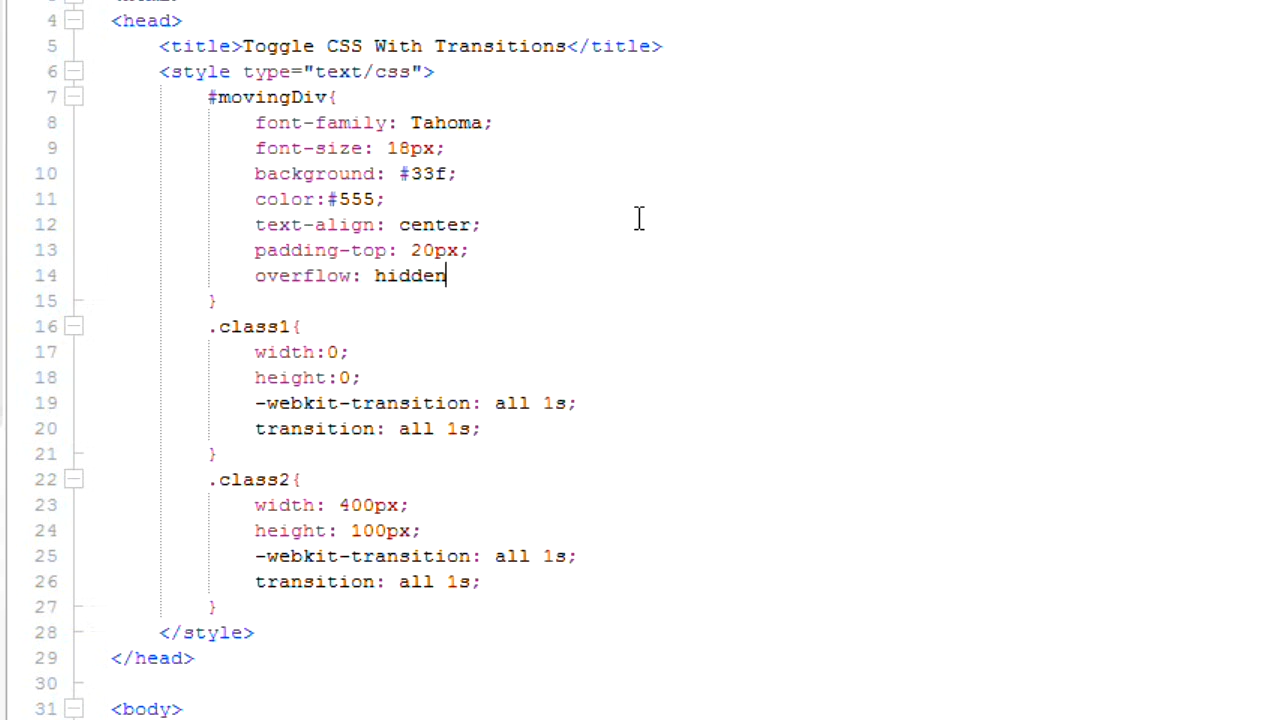 4 <head>
5 <title>Toggle CSS With Transitions</title>
6 <style type="text/css">
7 #movingDiv{
8 font-family: Tahoma;
9 font-size: 18px;
10 background: #33f;
11 color:#555;
12 text-align: center;
13 padding-top: 20px;
14 overflow: hidden
15 }
16 .class1{
17 width:0;
18 height:0;
19 -webkit-transition: all 1s;
20 transition: all 1s;
21 }
22 .class2{
23 width: 400px;
24 height: 100px;
25 -webkit-transition: all 1s;
26 transition: all 1s;
27 }
28 </style>
29 </head>
30
31 <body>